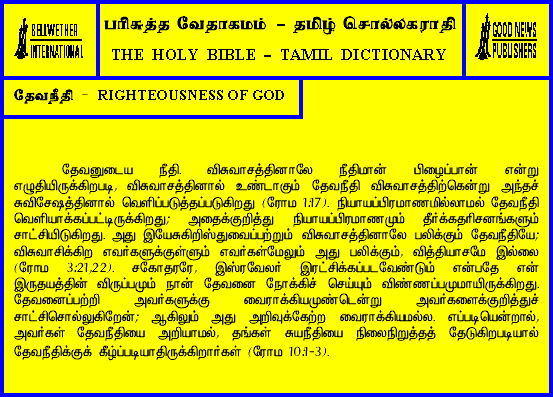 BELLWETHER
INTERNATIONAL
பரிசுத்த வேதாகமம் – தமிழ் சொல்லகராதி
THE HOLY BIBLE – TAMIL DICTIONARY
GOOD NEWS
PUBLISHERS
தேவநீதி - RIGHTEOUSNESS OF GOD
தேவனுடைய நீதி. விசுவாசத்தினாலே நீதிமான் பிழைப்பான் என்று
எழுதியிருக்கிறபடி, விசுவாசத்தினால் உண்டாகும் தேவநீதி விசுவாசத்திற்கென்று அந்தச்
சுவிசேஷத்தினால் வெளிப்படுத்தப்படுகிறது (ரோம 1:17). நியாயப்பிரமாணமில்லாமல் தேவநீதி
வெளியாக்கப்பட்டிருக்கிறது; அதைக்குறித்து நியாயப்பிரமாணமும் தீர்க்கதரிசனங்களும்
சாட்சியிடுகிறது. அது இயேசுகிறிஸ்துவைப்பற்றும் விசுவாசத்தினாலே பலிக்கும் தேவநீதியே;
விசுவாசிக்கிற எவர்களுக்குள்ளும் எவர்கள்மேலும் அது பலிக்கும், வித்தியாசமே இல்லை
(ரோம 3:21,22). சகோதரரே, இஸ்ரவேலர் இரட்சிக்கப்படவேண்டும் என்பதே என்
இருதயத்தின் விருப்பமும் நான் தேவனை நோக்கிச் செய்யும் விண்ணப்பமுமாயிருக்கிறது.
தேவனைப்பற்றி அவர்களுக்கு வைராக்கியமுண்டென்று அவர்களைக்குறித்துச்
சாட்சிசொல்லுகிறேன்; ஆகிலும் அது அறிவுக்கேற்ற வைராக்கியமல்ல. எப்படியென்றால்,
அவர்கள் தேவநீதியை அறியாமல், தங்கள் சுயநீதியை நிலைநிறுத்தத் தேடுகிறபடியால்
தேவநீதிக்குக் கீழ்ப்படியாதிருக்கிறார்கள் (ரோம 10:1-3).